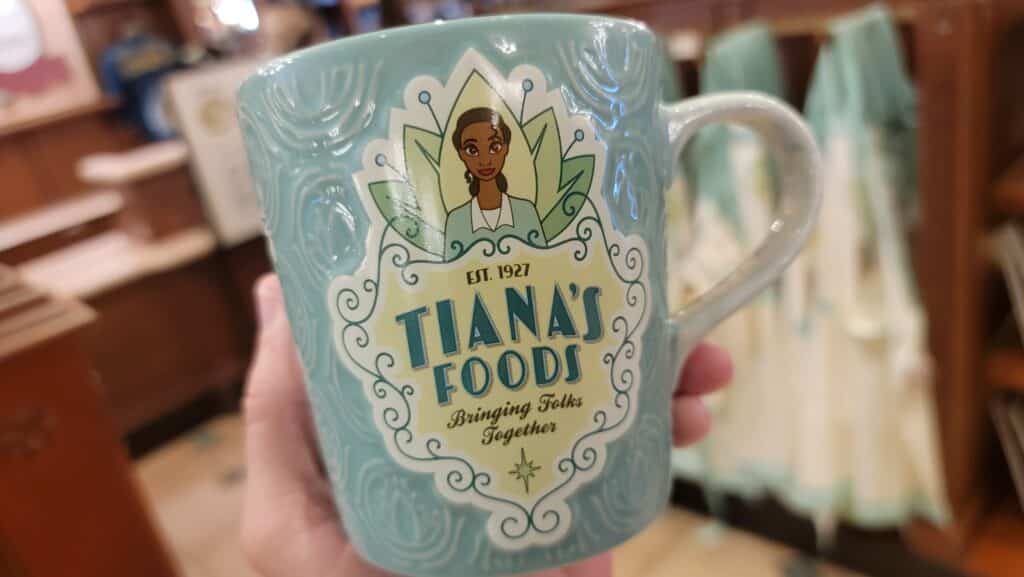 EST. 1927
TIANA'S
FOODS
Bringing Folks
Together